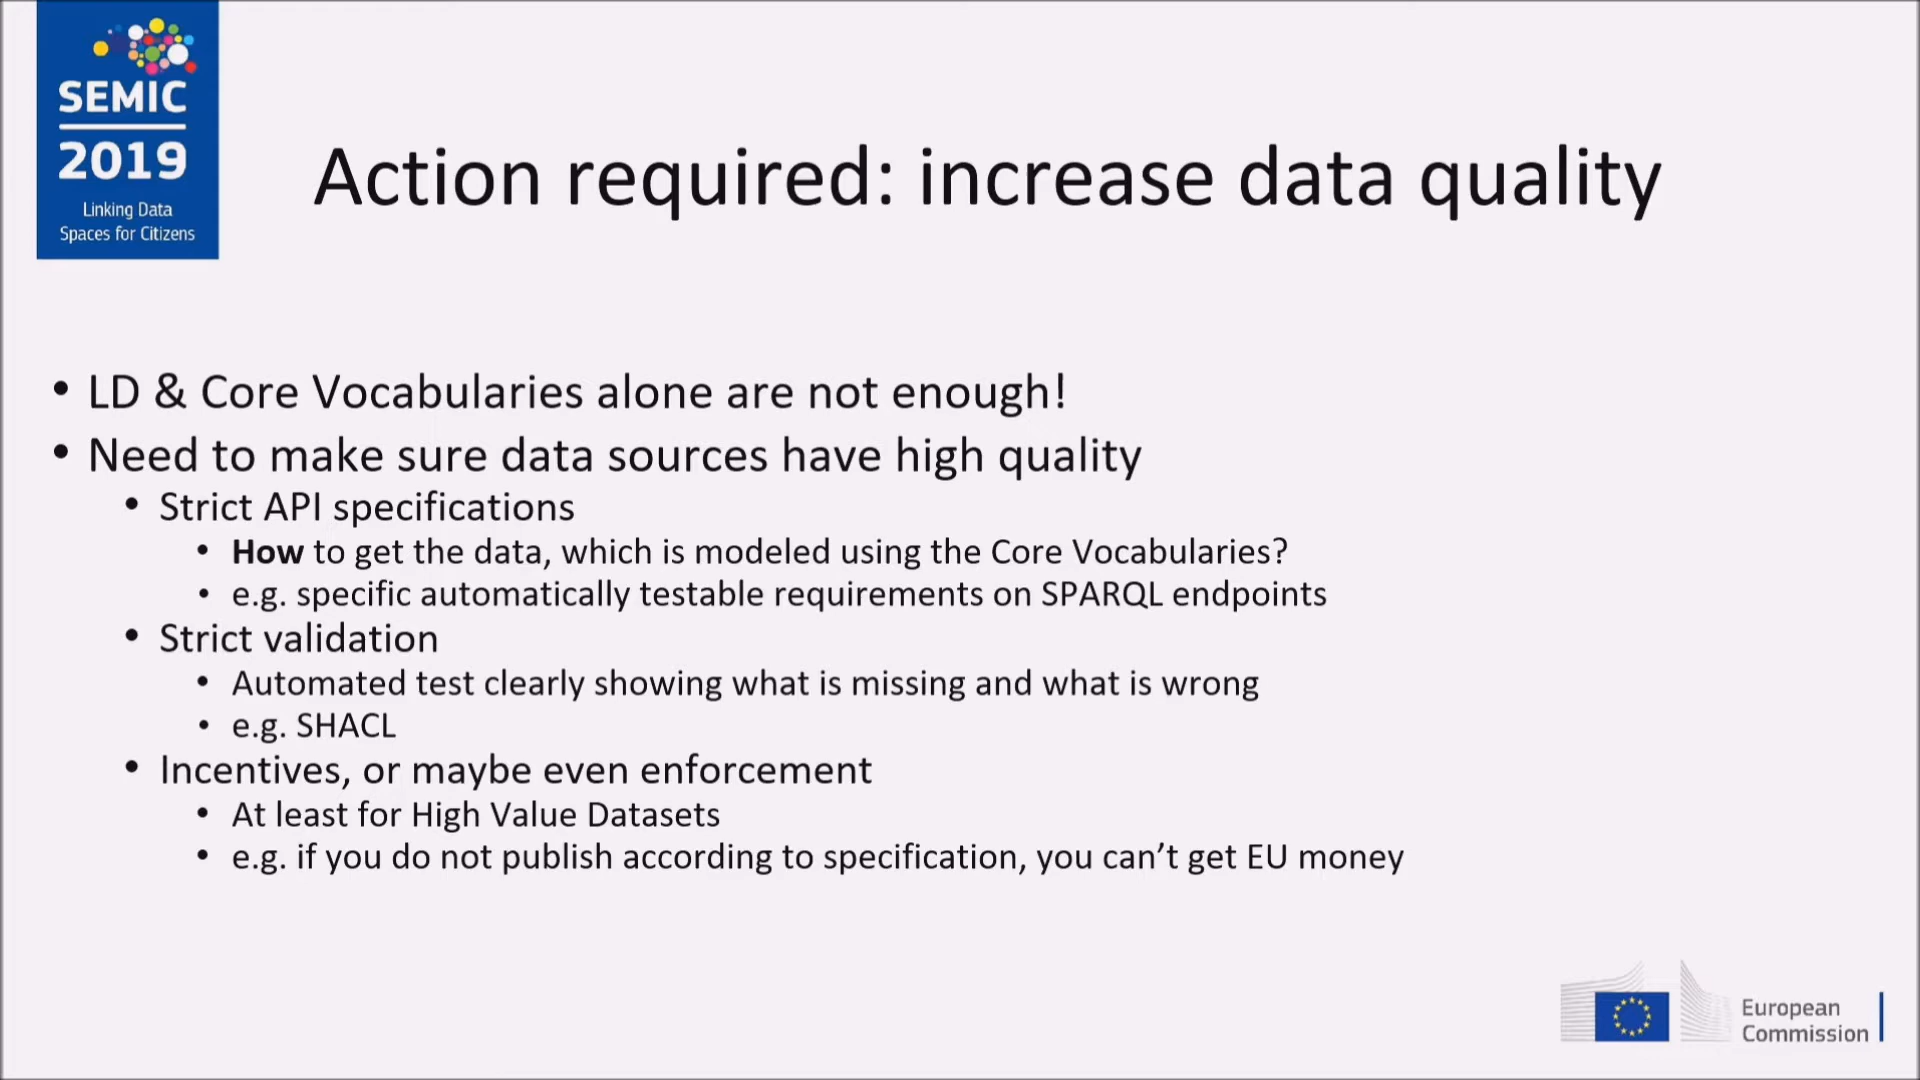 SEMIC
2019
Linking Data
Spaces for Citizens
Action required: increase data quality
• LD & Core Vocabularies alone are not enough!
• Need to make sure data sources have high quality
• Strict API specifications
• How to get the data, which is modeled using the Core Vocabularies?
• e.g. specific automatically testable requirements on SPARQL endpoints
• Strict validation
• Automated test clearly showing what is missing and what is wrong
• e.g. SHACL
• Incentives, or maybe even enforcement
• At least for High Value Datasets
• e.g. if you do not publish according to specification, you can’t get EU money
European
Commission